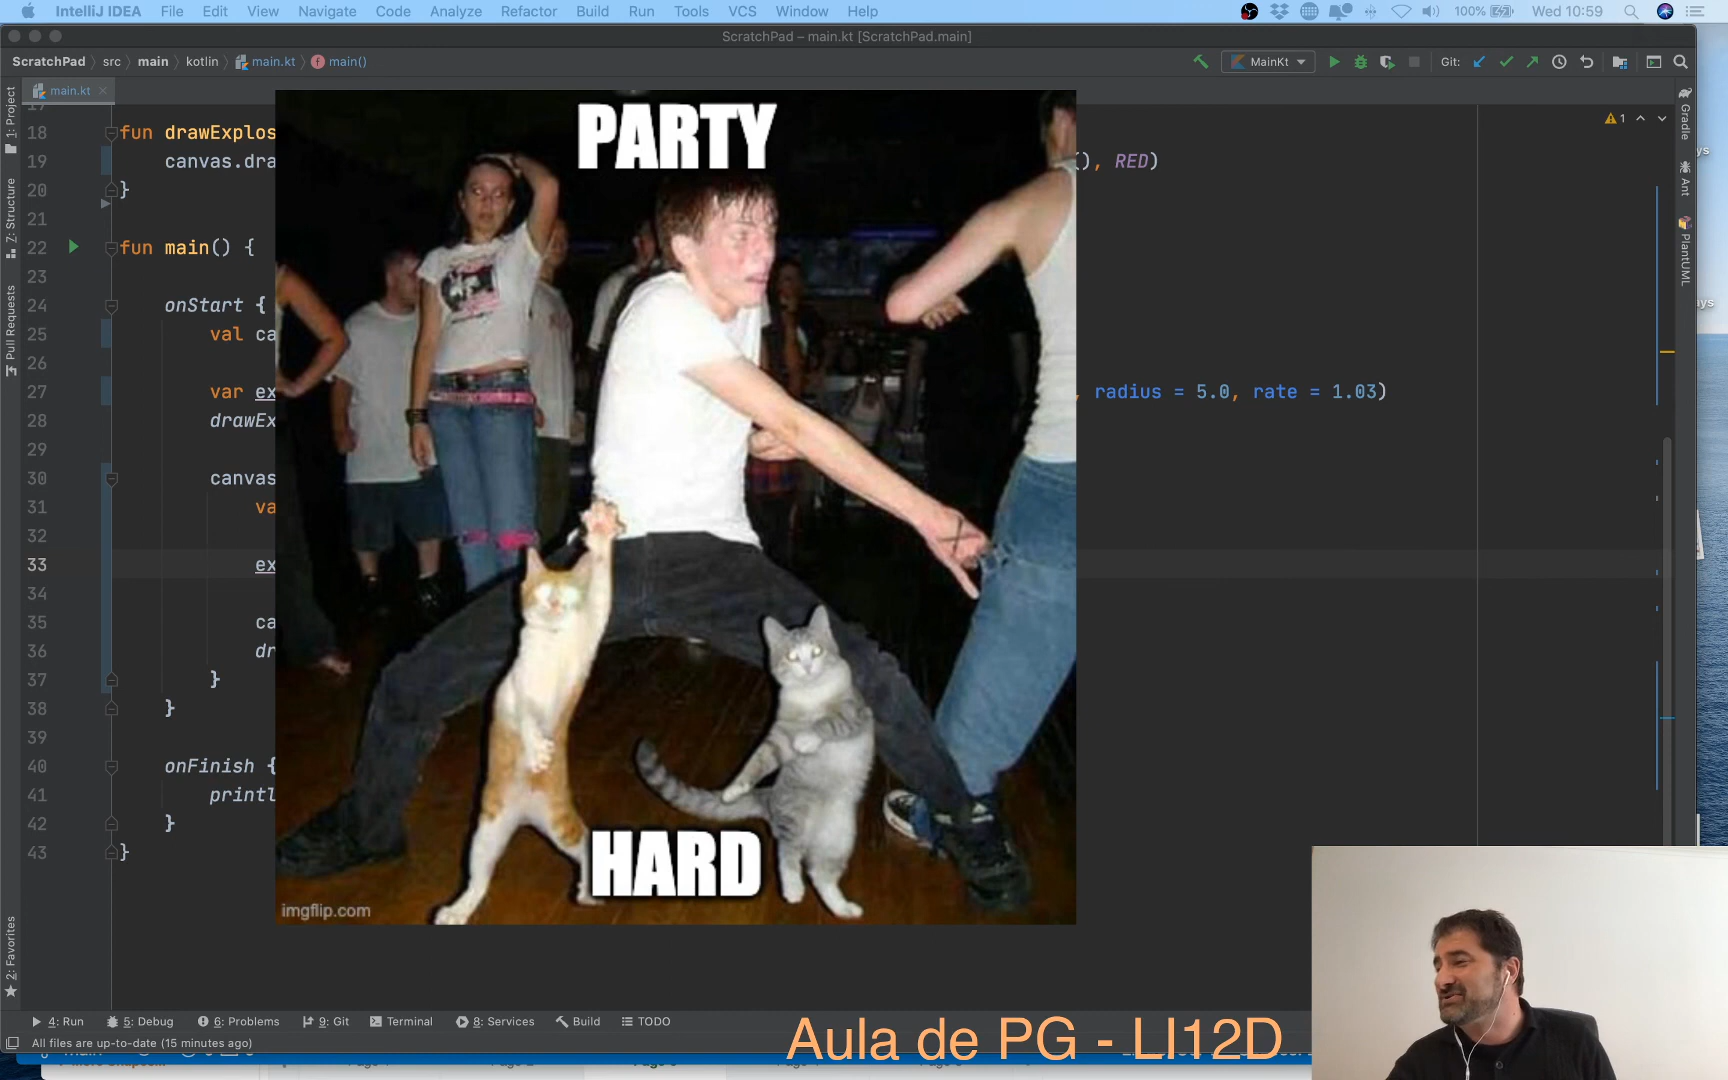 IntelliJ IDEA File Edit View Navigate Code Analyze Refactor Build Run Tools VCS Window Help 100% Wed 10:59
ScratchPad – main.kt [ScratchPad.main]
ScratchPad src main kotlin main.kt main() MainKt Git:
main.kt
1: Project
Z: Structure
Pull Requests
2: Favorites
18 fun drawExplos
19 canvas.dra (), RED)
20 }
21
22 fun main() {
23
24 onStart {
25 val ca
26
27 var ex , radius = 5.0, rate = 1.03)
28 drawEx
29
30 canvas
31 va
32
33 ex
34
35 ca
36 dr
37 }
38 }
39
40 onFinish {
41 printl
42 }
43 }
PARTY
HARD
imgflip.com
1
Gradle
Ant
PlantUML
4: Run 5: Debug 6: Problems 9: Git Terminal 8: Services Build TODO
All files are up-to-date (15 minutes ago)
Aula de PG - LI12D